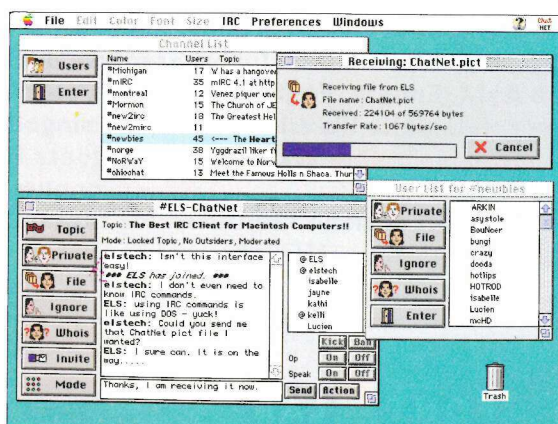 File Edit Color Font Size IRC Preferences Windows
Chat NET
Channel List
Users
Enter
Name Users Topic
#Michigan 17 W has a hangover
#mIRC 35 mIRC 4.1 at http
#montreal 12 Venez piquer une
#Mormon 15 The Church of JE
#new2irc 18 The Greatest Hel
#new2mirc 11
#newbies 45 <--- The Heart
#norge 38 Yggdrazil liker
#NoRWaY 15 Welcome to Norw
#ohiochat 13 Meet the Famous Holls n Shaoa. Thur
Receiving: ChatNet.pict
Receiving file from ELS
File name: ChatNet.pict
Received: 224104 of 569764 bytes
Transfer Rate: 1067 bytes/sec
Cancel
#ELS-ChatNet
Topic
Private
File
Ignore
Whois
Invite
Mode
Topic: The Best IRC Client for Macintosh Computers!!
Mode: Locked Topic, No Outsiders, Moderated
elstech: Isn't this interface
easy!
*** ELS has joined. ***
elstech: I don't even need to
know IRC commands.
ELS: using IRC commands is
like using DOS - yuck!
elstech: Could you send me
that ChatNet pict file I
wanted?
ELS: I sure can. It is on the
way.....
Thanks, I am receiving it now.
@ ELS
@ elstech
isabelle
jayne
kathi
@ kelli
Lucien
Kick Ban
Op On Off
Speak On Off
Send Action
User List for #newbies
Private
File
Ignore
Whois
Enter
ARKIN
asystole
BouNcer
bungi
crazy
doods
hotlips
HOTROD
isabelle
Lucien
mcHD
Trash